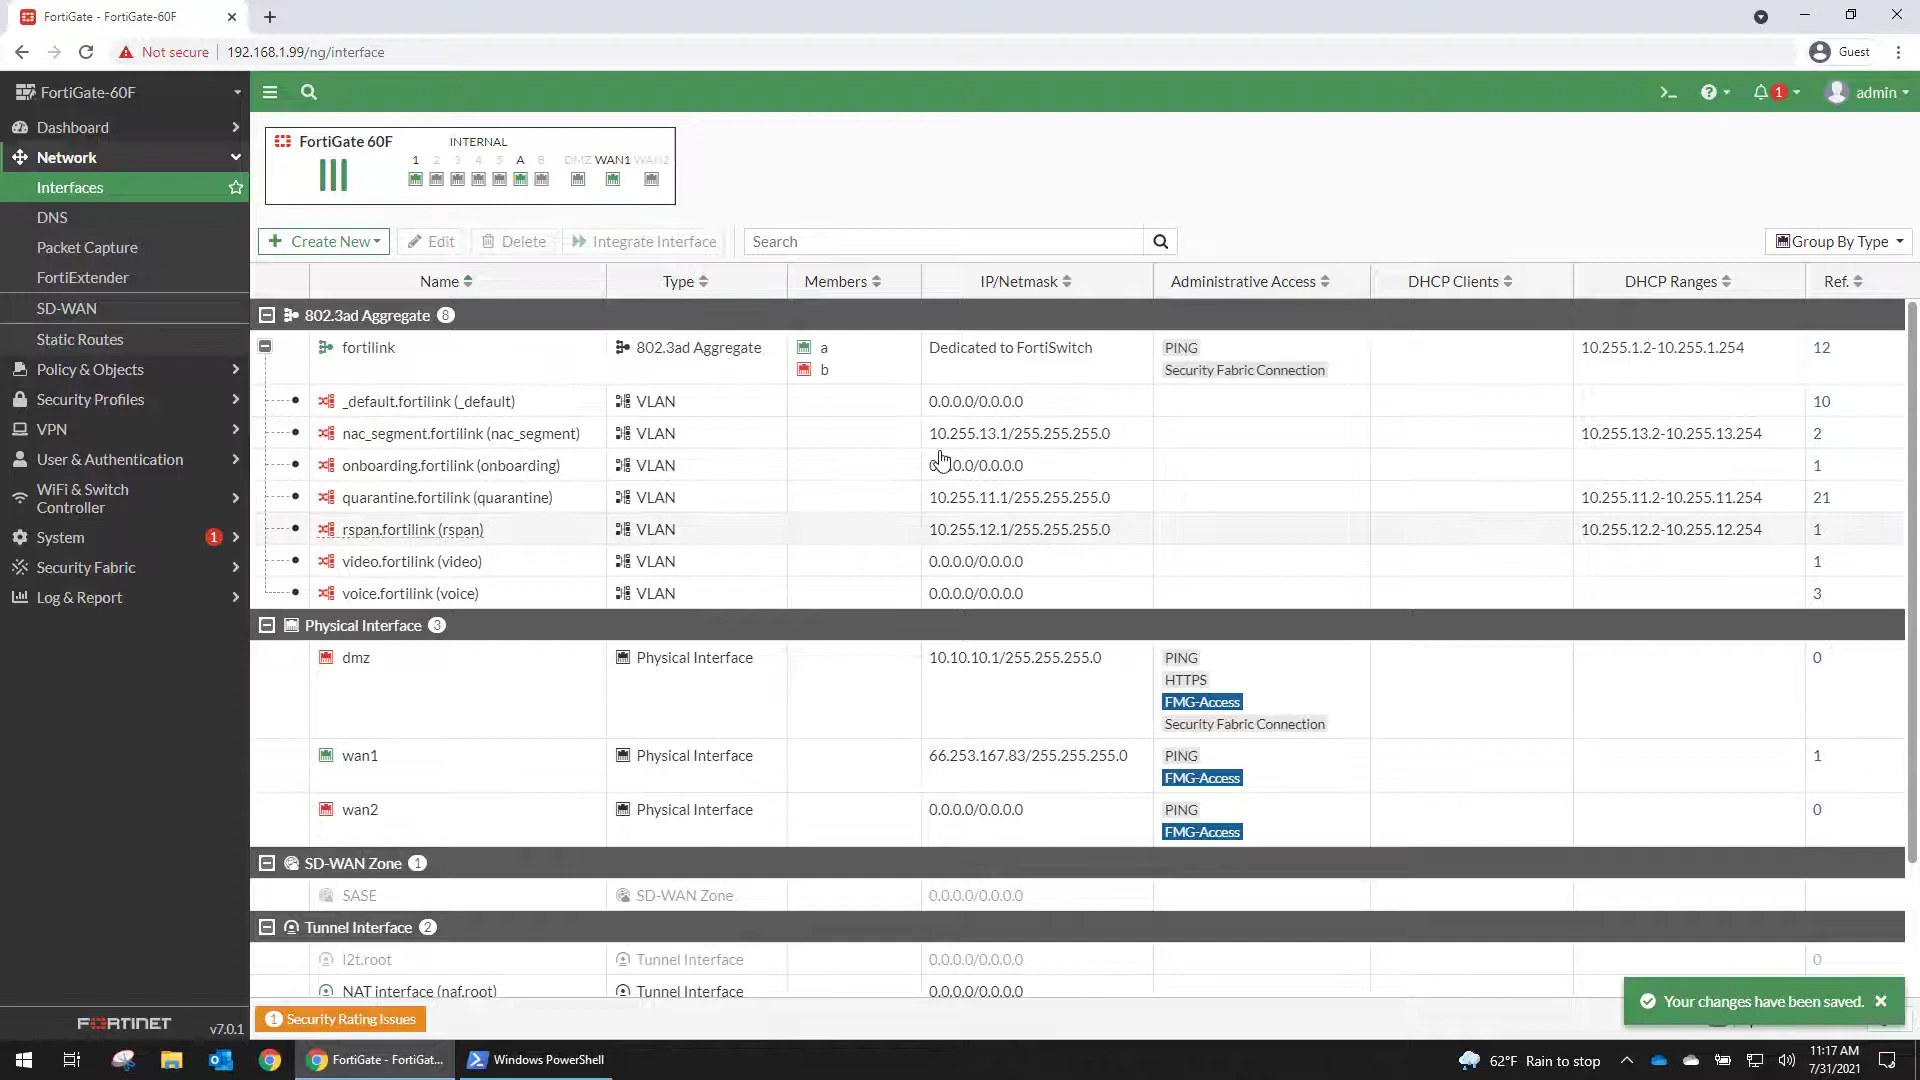 FortiGate - FortiGate-60F
Not secure
192.168.1.99/ng/interface
Guest
FortiGate-60F
admin
1
Dashboard
Network
Interfaces
DNS
Packet Capture
FortiExtender
SD-WAN
Static Routes
Policy & Objects
Security Profiles
VPN
User & Authentication
WiFi & Switch
Controller
System 1
Security Fabric
Log & Report
FortiGate 60F
INTERNAL
1 2 3 4 5 A B DMZ WAN1 WAN2
Create New
Edit
Delete
Integrate Interface
Search
Group By Type
Name Type Members IP/Netmask Administrative Access DHCP Clients DHCP Ranges Ref.
802.3ad Aggregate 8
fortilink 802.3ad Aggregate a Dedicated to FortiSwitch PING 10.255.1.2-10.255.1.254 12
b Security Fabric Connection
_default.fortilink (_default) VLAN 0.0.0.0/0.0.0.0 10
nac_segment.fortilink (nac_segment) VLAN 10.255.13.1/255.255.255.0 10.255.13.2-10.255.13.254 2
onboarding.fortilink (onboarding) VLAN 0.0.0.0/0.0.0.0 1
quarantine.fortilink (quarantine) VLAN 10.255.11.1/255.255.255.0 10.255.11.2-10.255.11.254 21
rspan.fortilink (rspan) VLAN 10.255.12.1/255.255.255.0 10.255.12.2-10.255.12.254 1
video.fortilink (video) VLAN 0.0.0.0/0.0.0.0 1
voice.fortilink (voice) VLAN 0.0.0.0/0.0.0.0 3
Physical Interface 3
dmz Physical Interface 10.10.10.1/255.255.255.0 PING 0
HTTPS
FMG-Access
Security Fabric Connection
wan1 Physical Interface 66.253.167.83/255.255.255.0 PING 1
FMG-Access
wan2 Physical Interface 0.0.0.0/0.0.0.0 PING 0
FMG-Access
SD-WAN Zone 1
SASE SD-WAN Zone 0.0.0.0/0.0.0.0
Tunnel Interface 2
l2t.root Tunnel Interface 0.0.0.0/0.0.0.0 0
NAT interface (naf.root) Tunnel Interface 0.0.0.0/0.0.0.0
Your changes have been saved.
FORTINET v7.0.1
1 Security Rating Issues
FortiGate - FortiGat...
Windows PowerShell
62°F Rain to stop
11:17 AM
7/31/2021